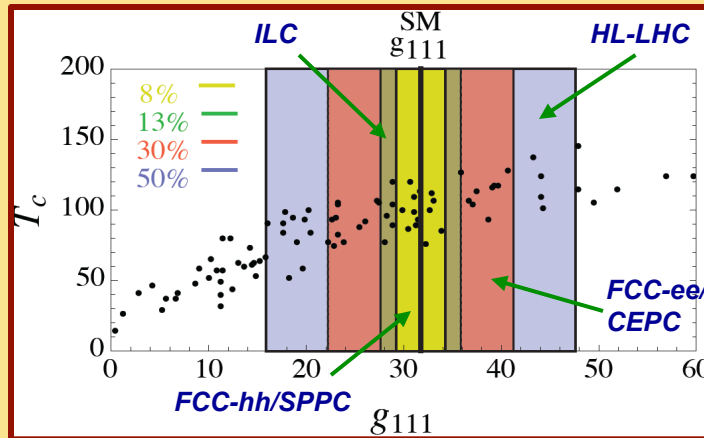 SM
ILC g111 HL-LHC
200
8%
13%
150
30%
50%
100
Tc
50
FCC-ee/
CEPC
0
0 10 20 30 40 50 60
FCC-hh/SPPC
g111